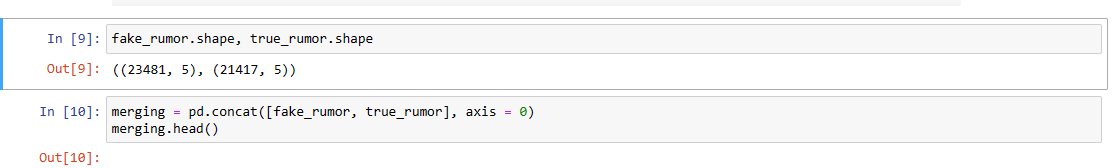 In [9]: fake_rumor.shape, true_rumor.shape
Out[9]: ((23481, 5), (21417, 5))
In [10]: merging = pd.concat([fake_rumor, true_rumor], axis = 0)
merging.head()
Out[10]: